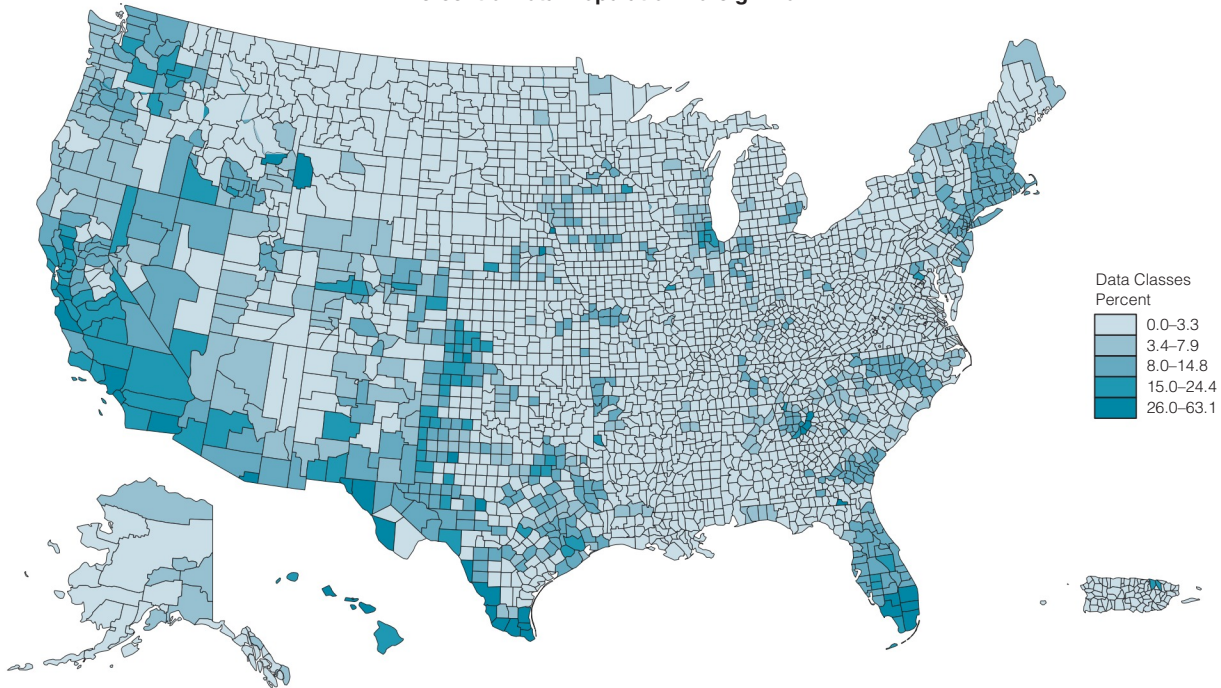 Data Classes
Percent
0.0–3.3
3.4–7.9
8.0–14.8
15.0–24.4
26.0–63.1